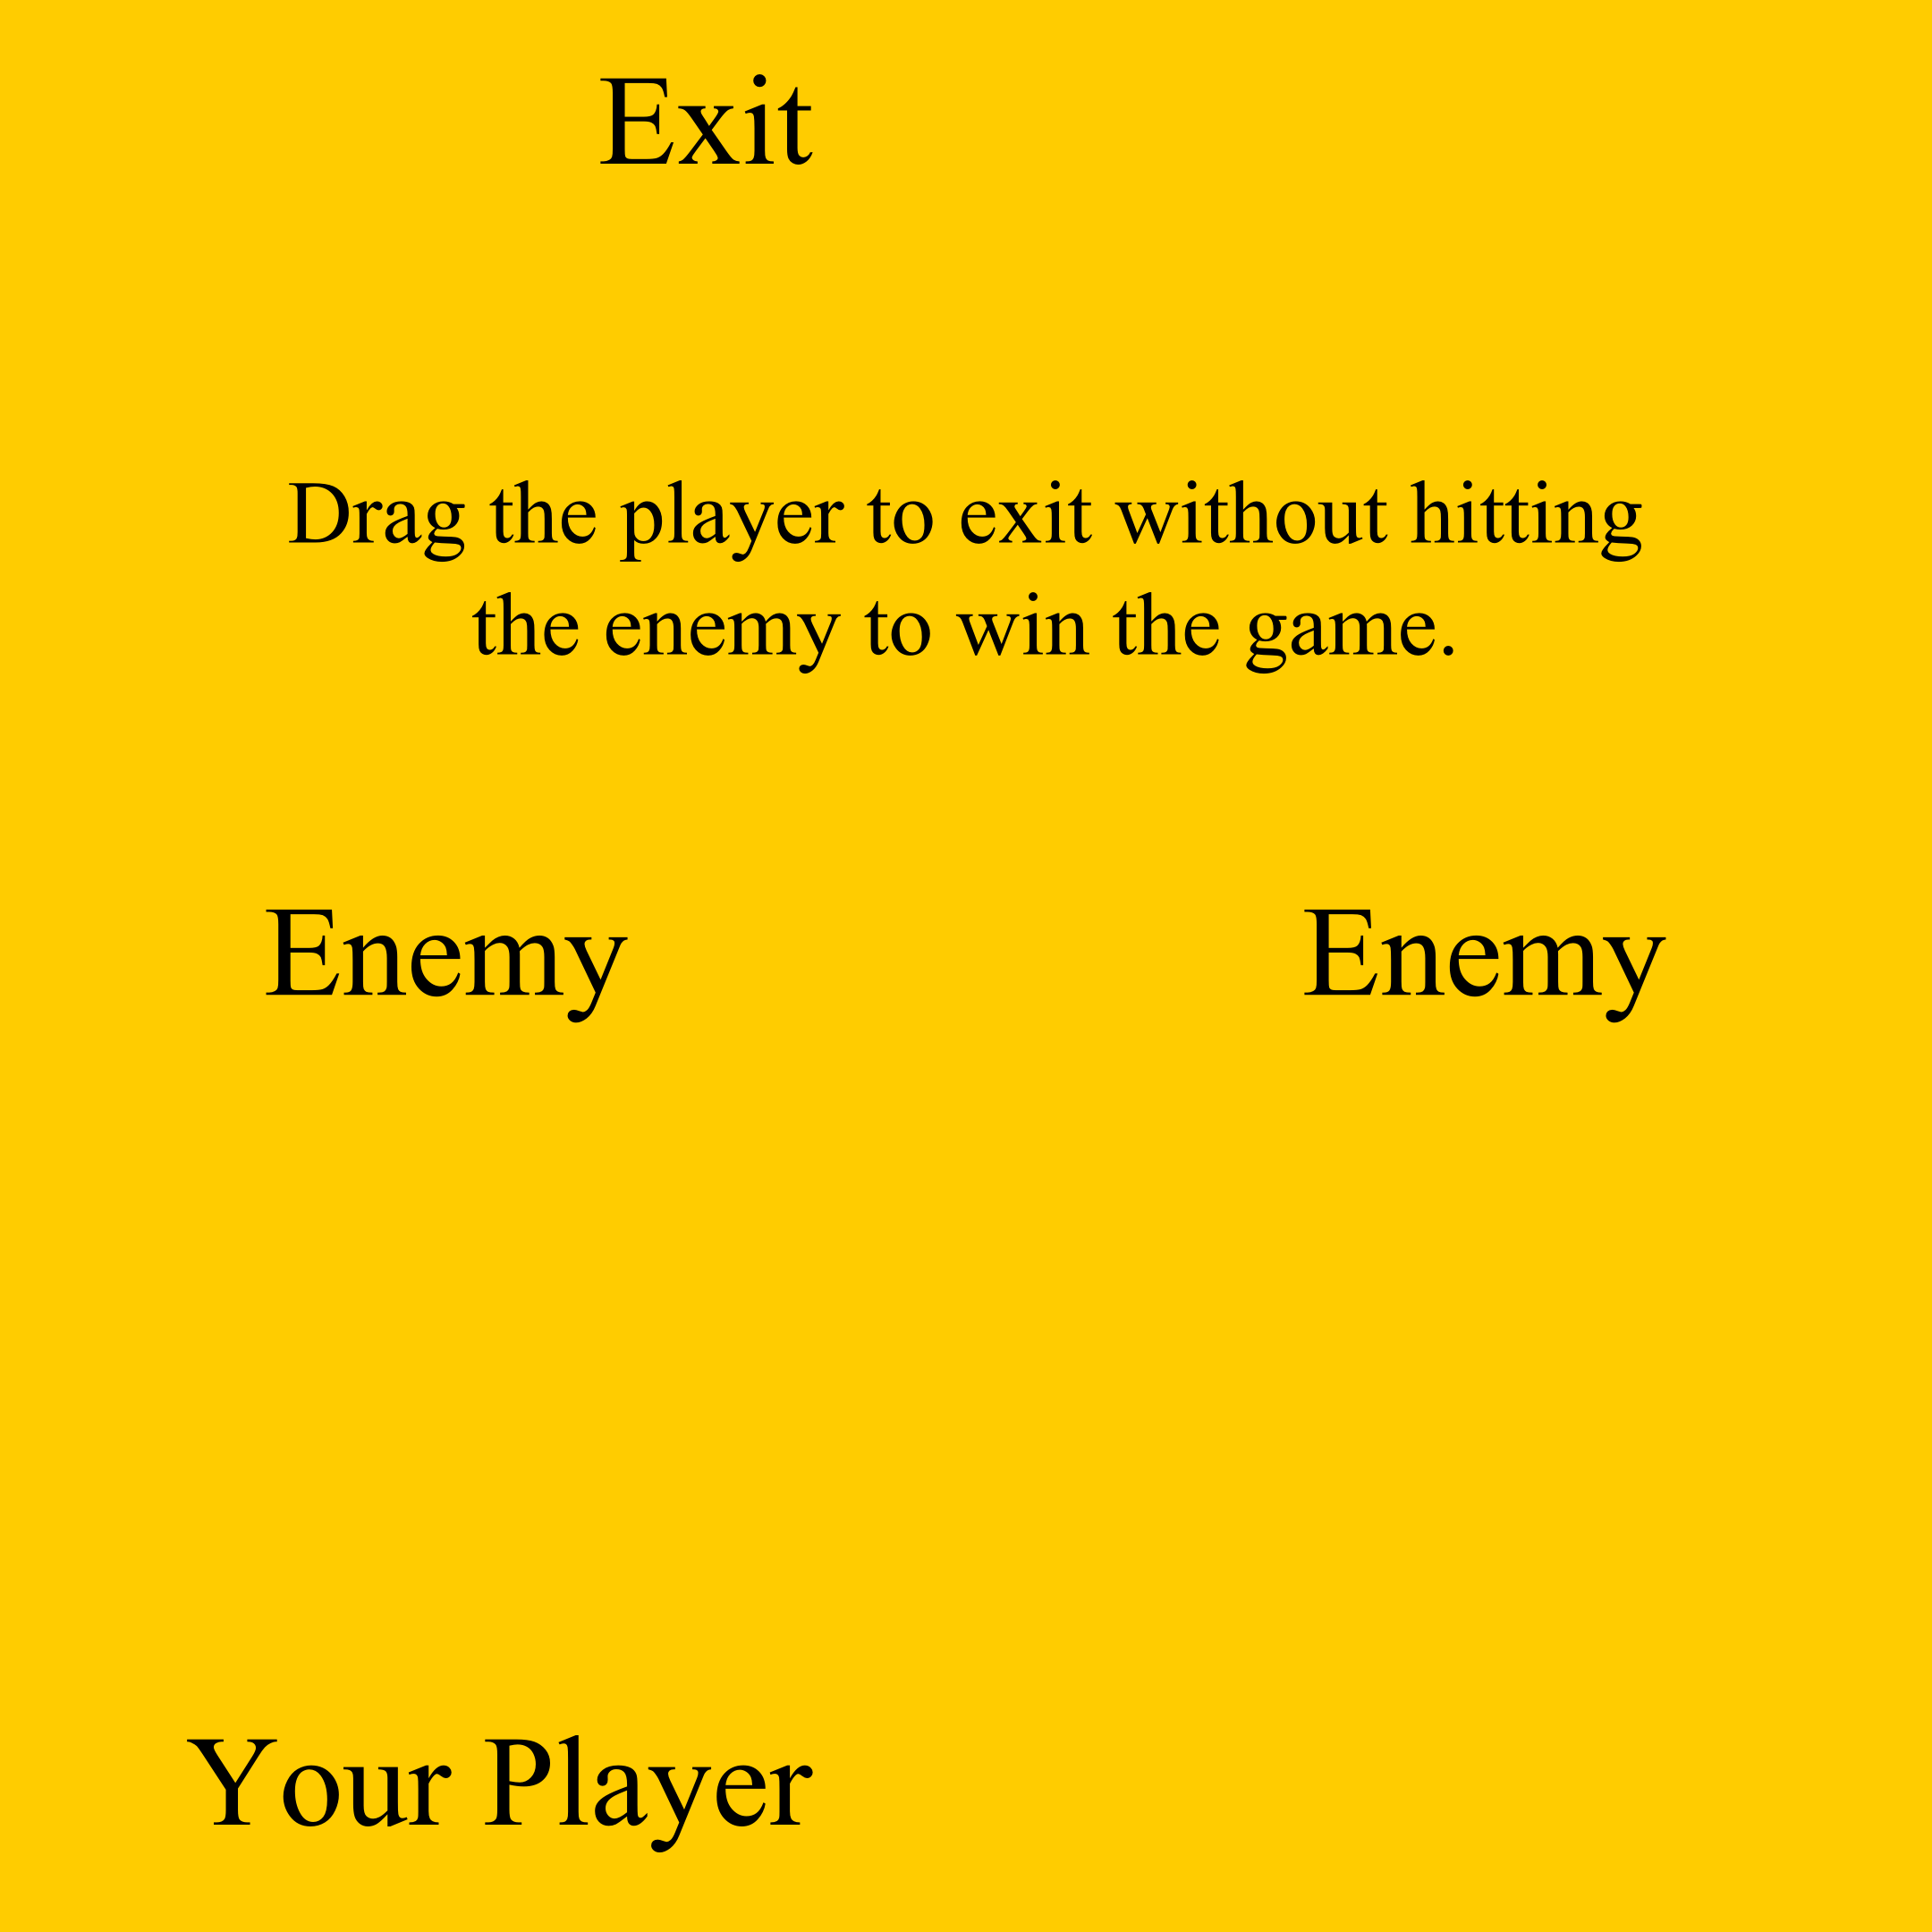 Exit
Drag the player to exit without hitting
the enemy to win the game.
Enemy Enemy
Your Player